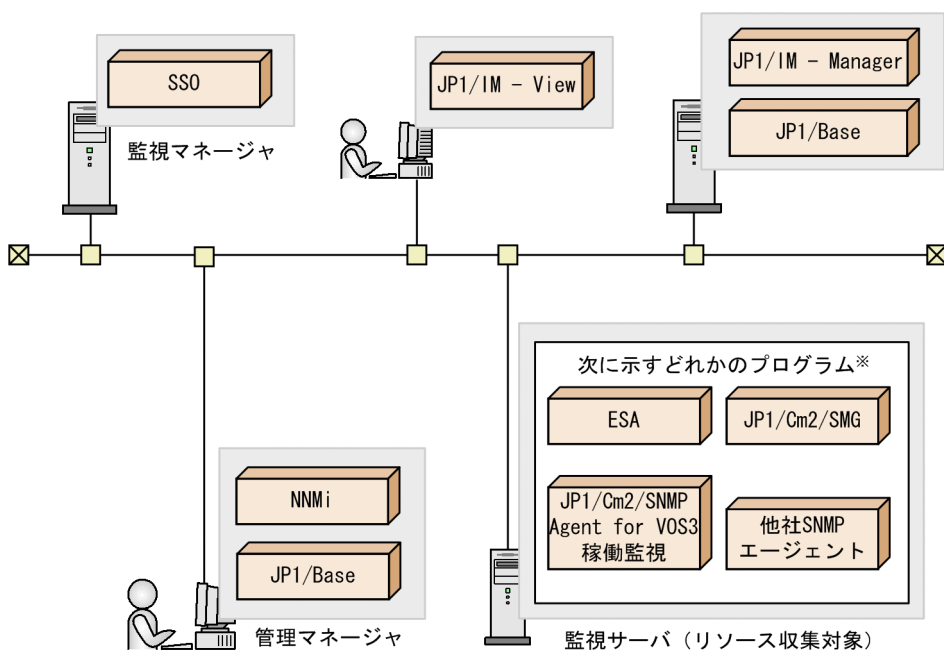 SSO
監視マネージャ
JP1/IM - View
JP1/IM - Manager
JP1/Base
NNMi
JP1/Base
管理マネージャ
次に示すどれかのプログラム※
ESA
JP1/Cm2/SMG
JP1/Cm2/SNMP
Agent for VOS3
稼働監視
他社SNMP
エージェント
監視サーバ（リソース収集対象）